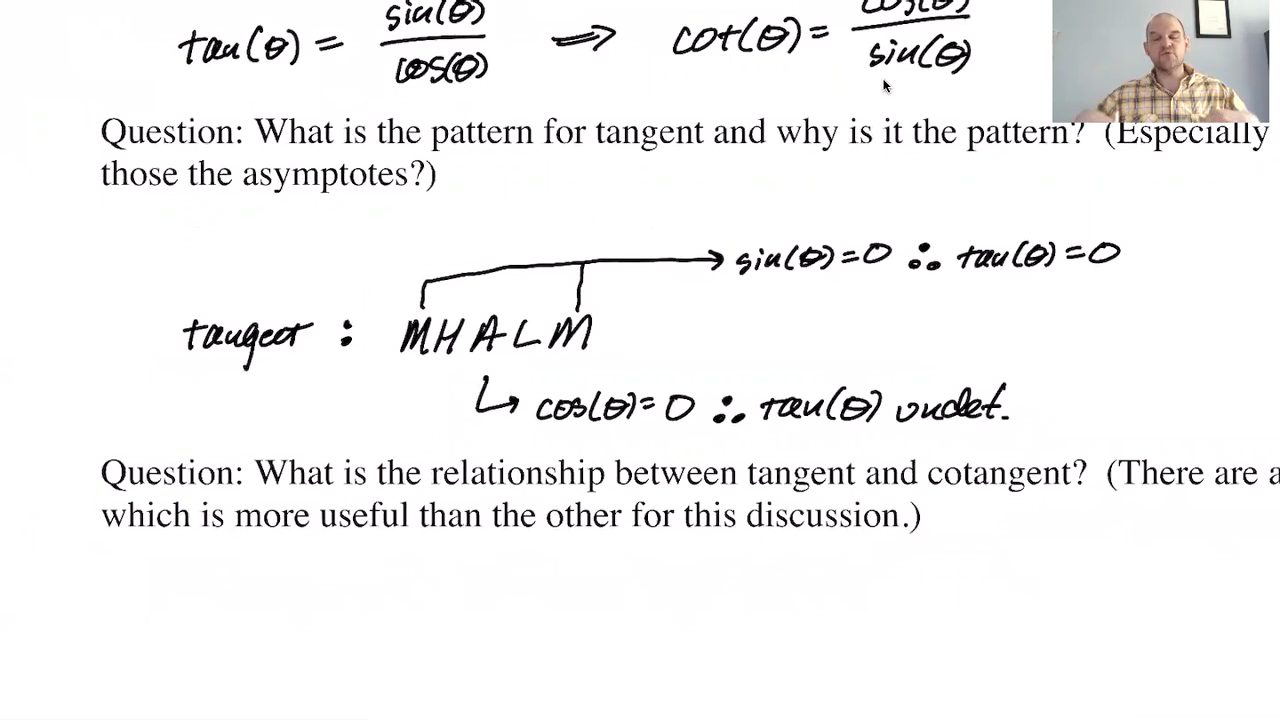 tan(θ) = sin(θ)/cos(θ) ⟹ cot(θ) = cos(θ)/sin(θ)
Question: What is the pattern for tangent and why is it the pattern? (Especially
those the asymptotes?)
sin(θ)=0 ∴ tan(θ)=0
tangent : MHALM
cos(θ)=0 ∴ tan(θ) undef.
Question: What is the relationship between tangent and cotangent? (There are
which is more useful than the other for this discussion.)